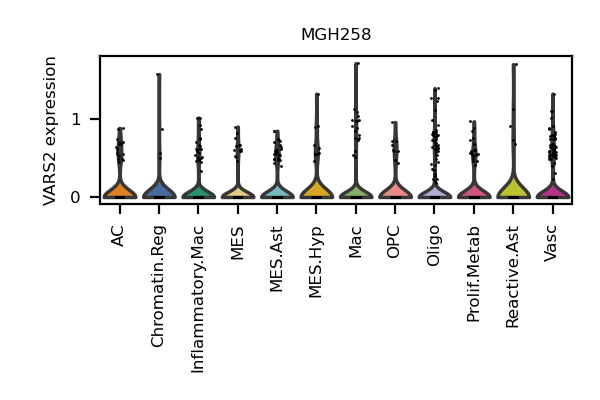 MGH258
VARS2 expression
1
0
AC
Chromatin.Reg
Inflammatory.Mac
MES
MES.Ast
MES.Hyp
Mac
OPC
Oligo
Prolif.Metab
Reactive.Ast
Vasc